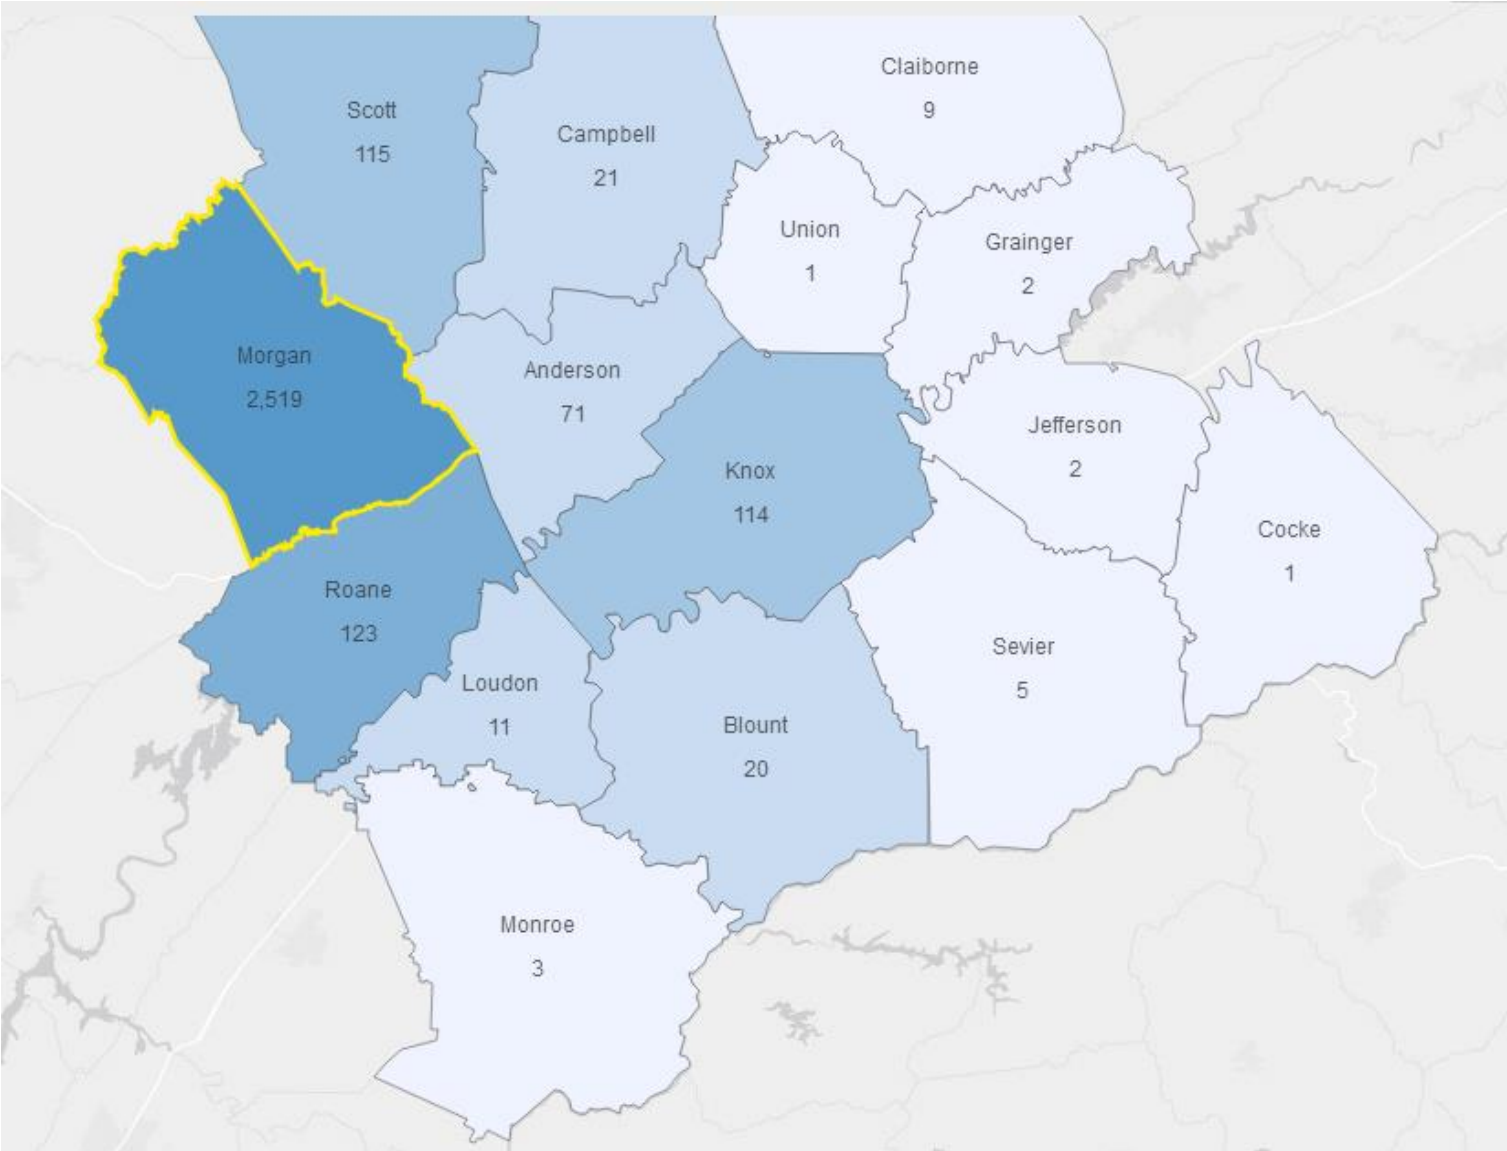 Claiborne
9
Scott
115
Campbell
21
Union
1
Grainger
2
Morgan
2,519
Anderson
71
Jefferson
2
Knox
114
Cocke
1
Roane
123
Sevier
5
Loudon
11
Blount
20
Monroe
3